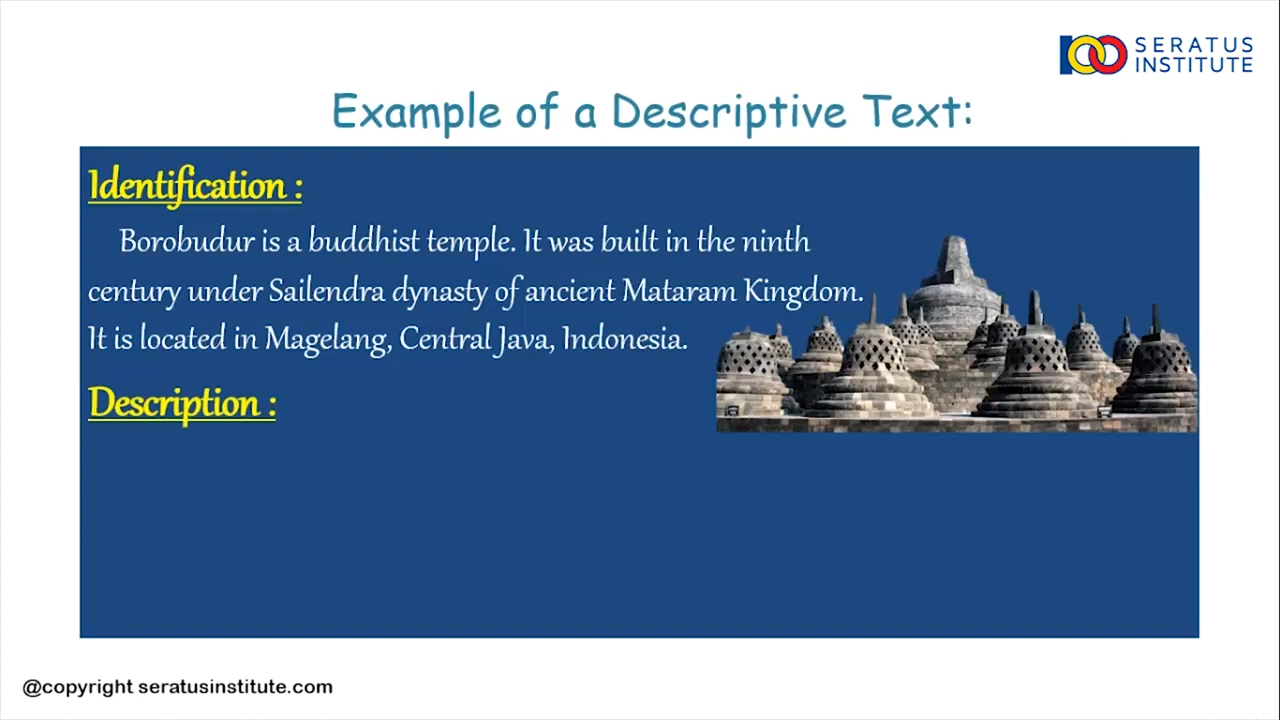 SERATUS
INSTITUTE
Example of a Descriptive Text:
Identification :
Borobudur is a buddhist temple. It was built in the ninth
century under Sailendra dynasty of ancient Mataram Kingdom.
It is located in Magelang, Central Java, Indonesia.
Description :
@copyright seratusinstitute.com